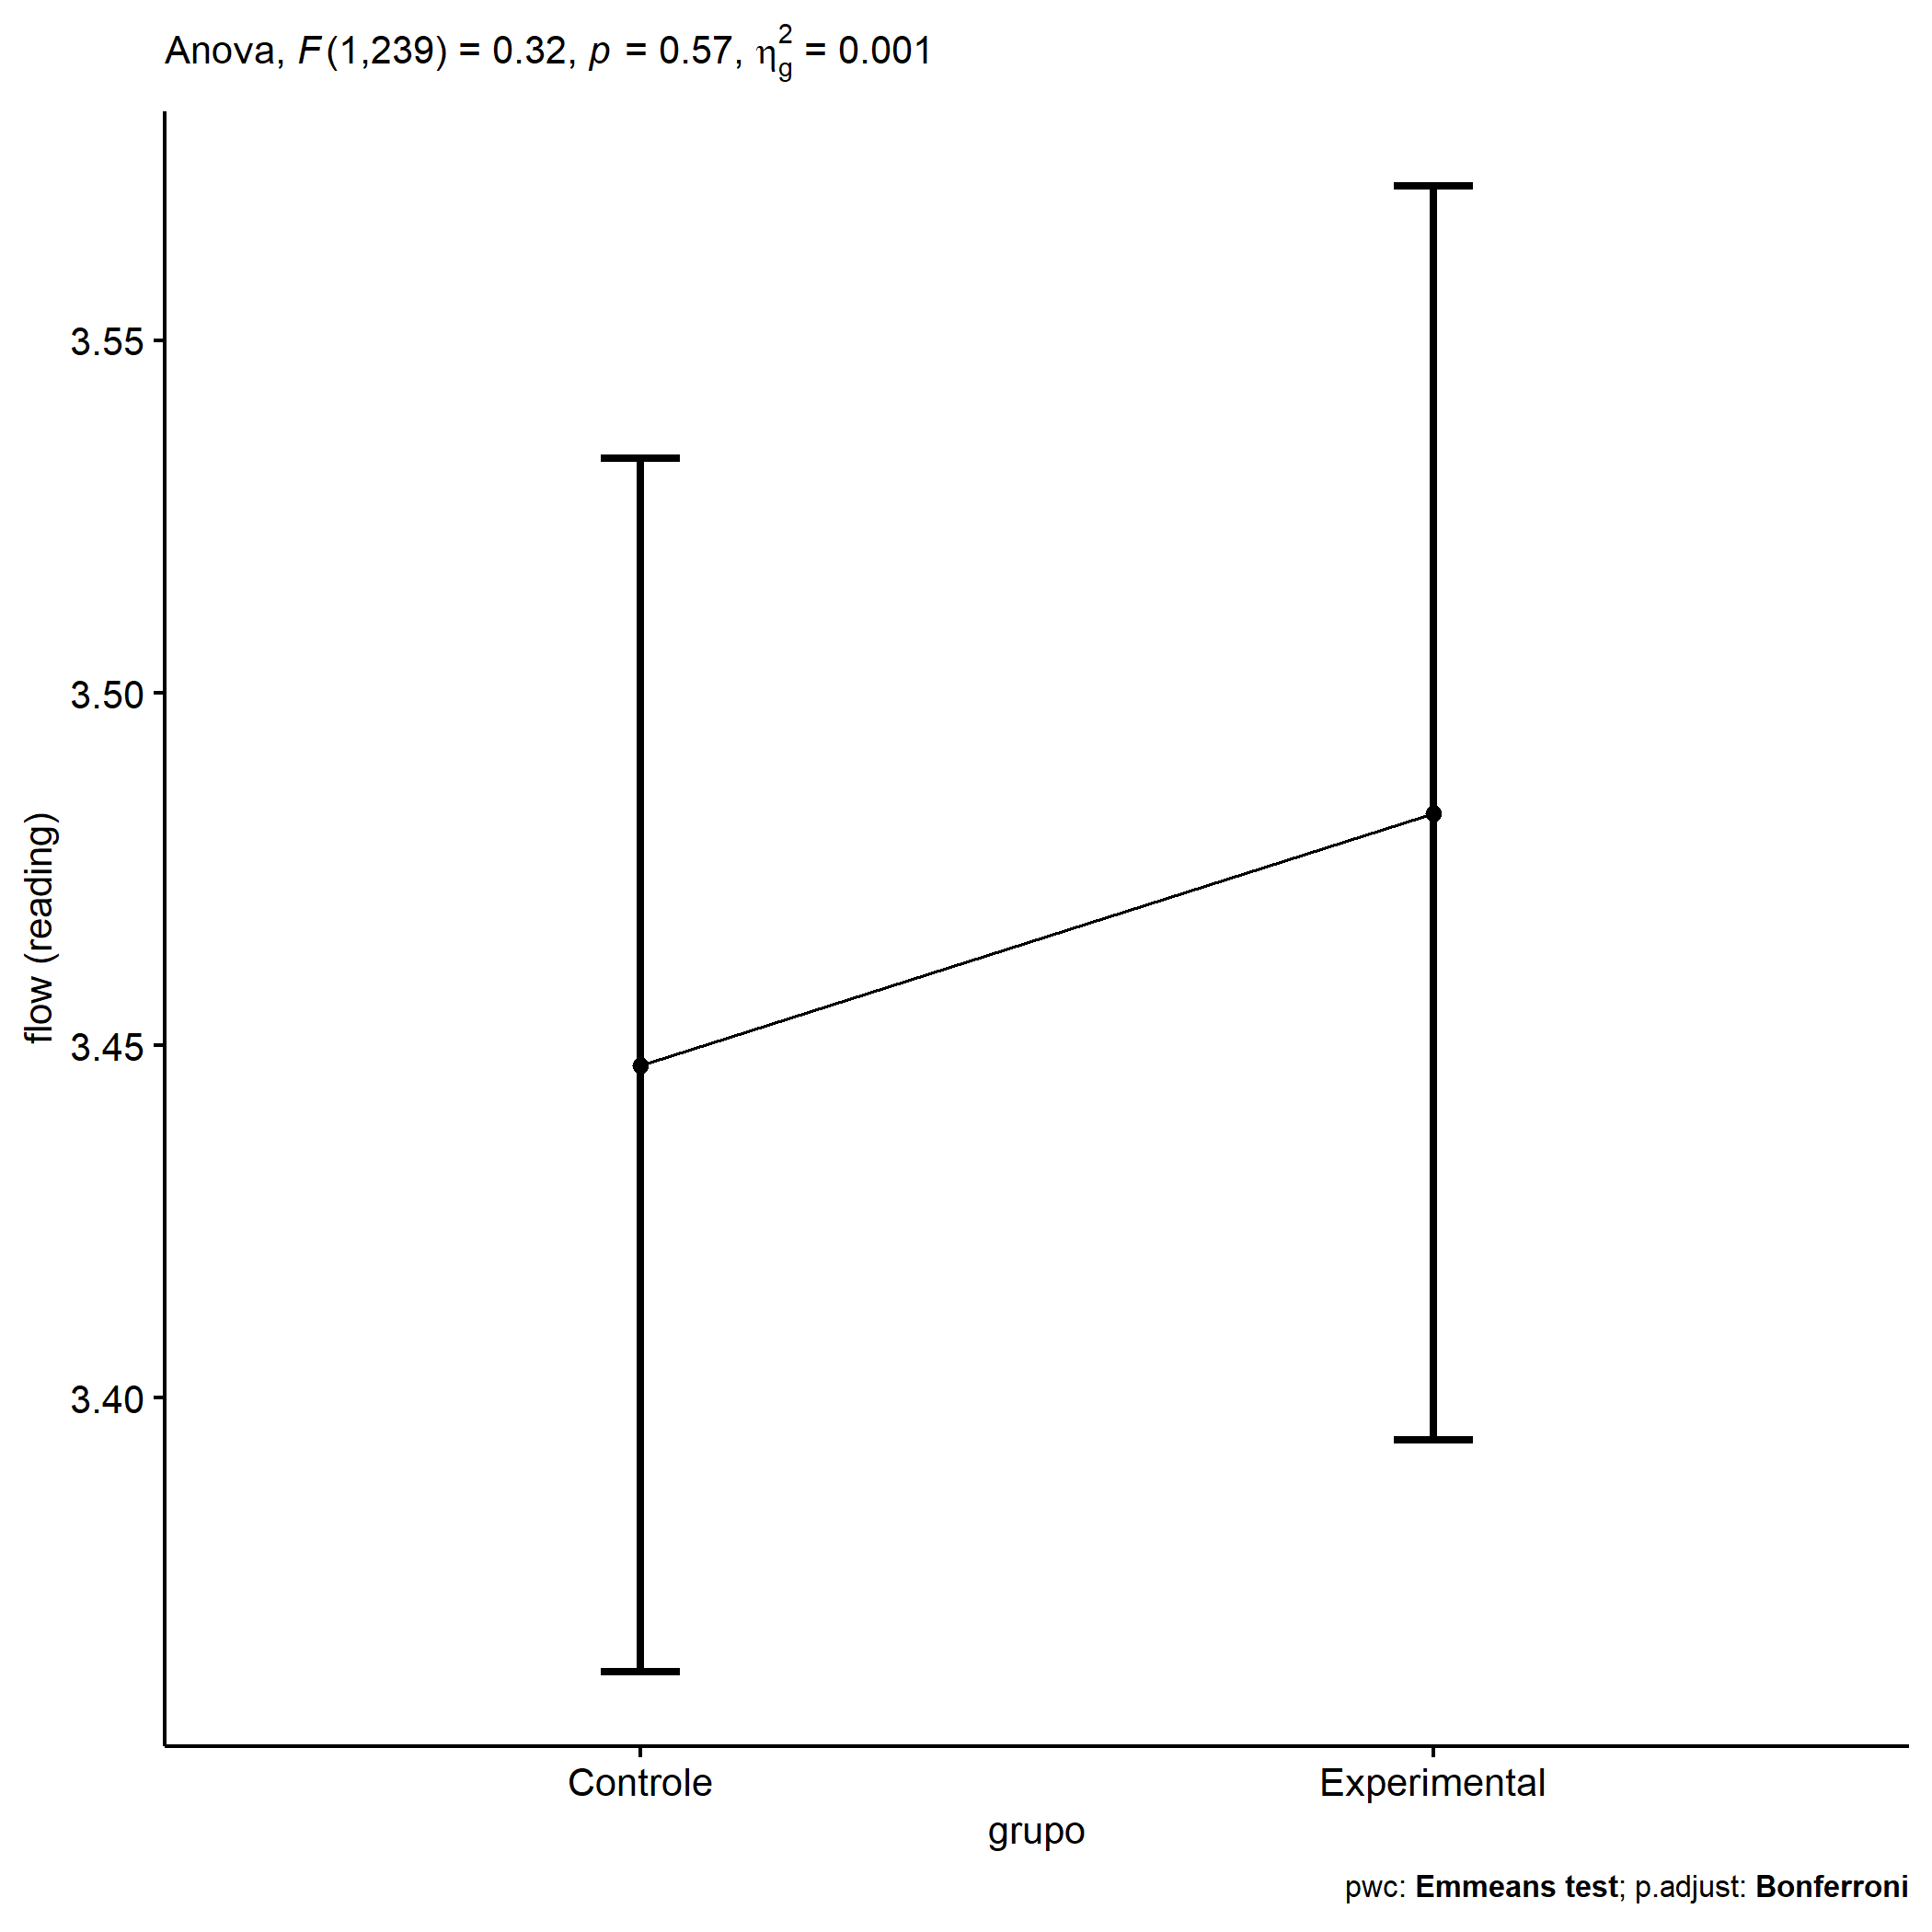 Anova, F(1,239) = 0.32, p = 0.57, η²g = 0.001
3.55
3.50
3.45
3.40
flow (reading)
Controle Experimental
grupo
pwc: Emmeans test; p.adjust: Bonferroni